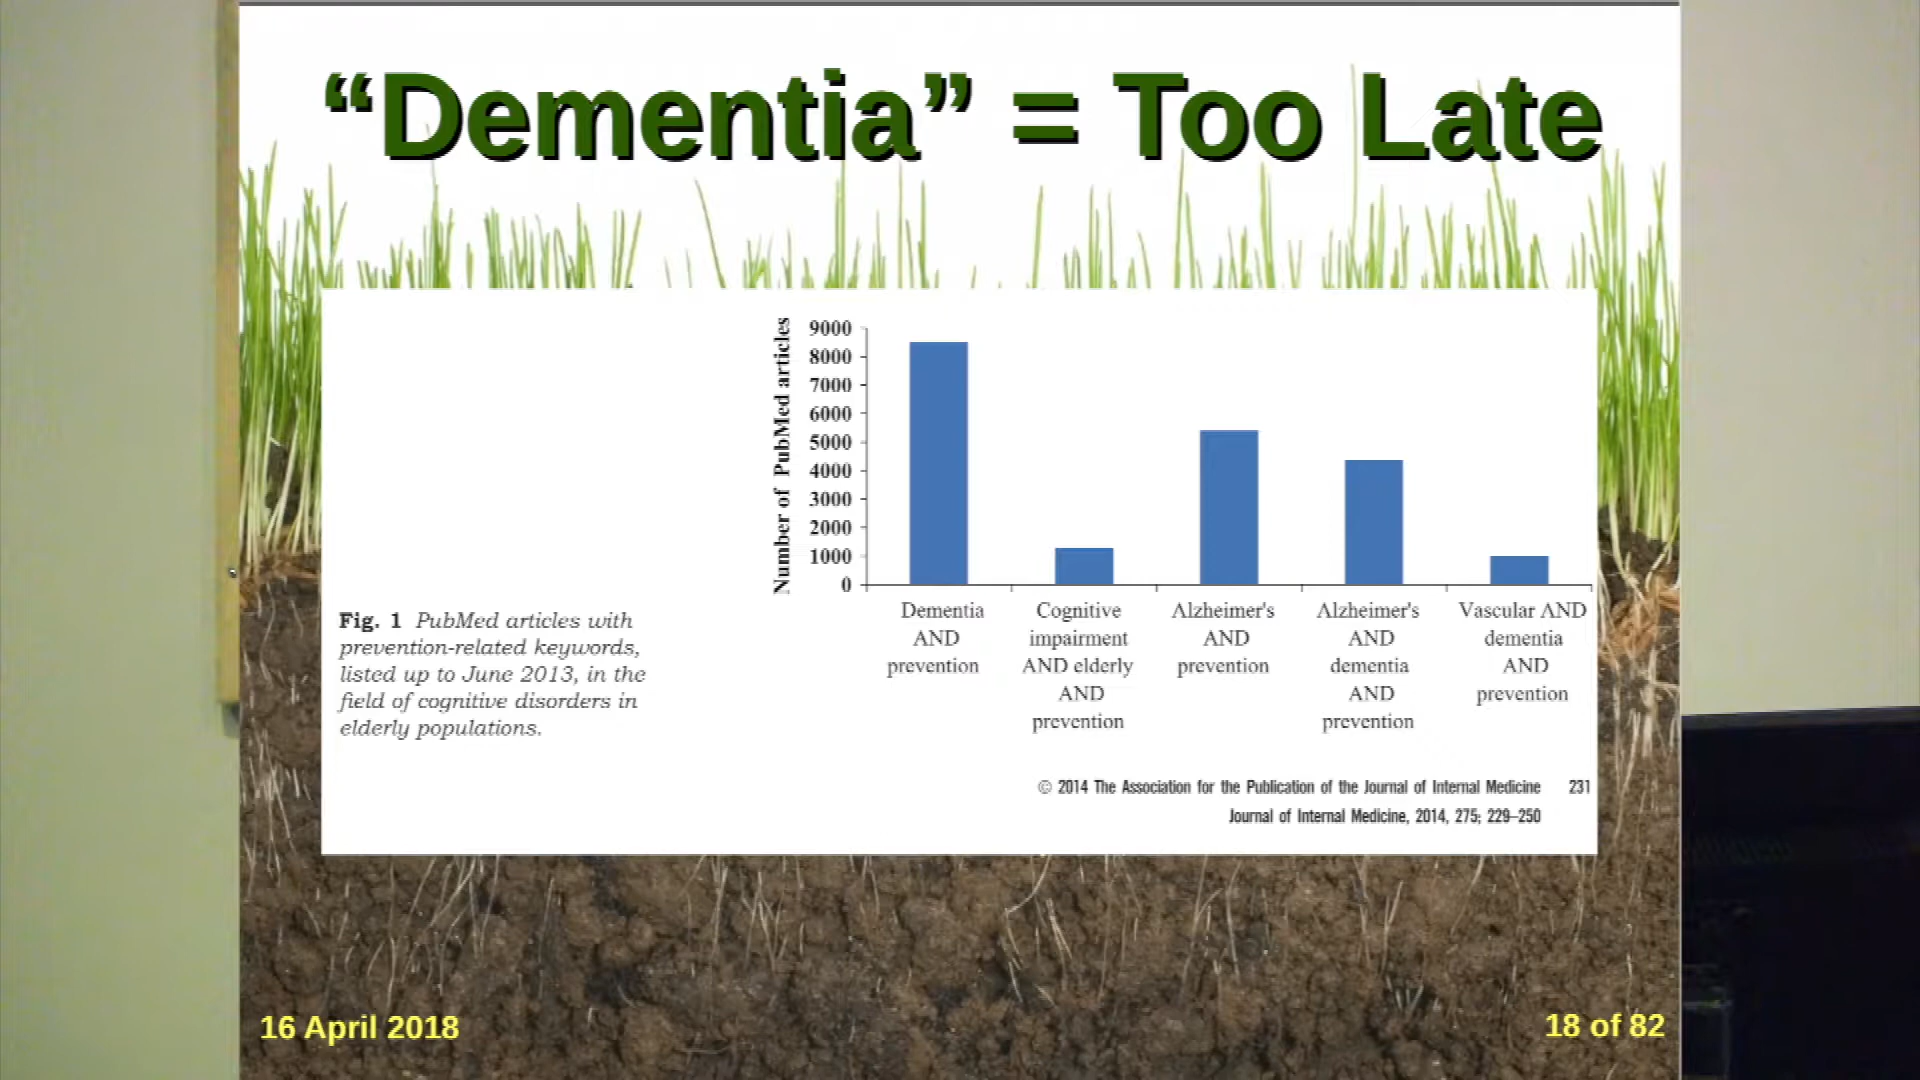 “Dementia” = Too Late
Number of PubMed articles
9000
8000
7000
6000
5000
4000
3000
2000
1000
0
Dementia
AND
prevention
Cognitive
impairment
AND elderly
AND
prevention
Alzheimer's
AND
prevention
Alzheimer's
AND
dementia
AND
prevention
Vascular AND
dementia
AND
prevention
Fig. 1 PubMed articles with
prevention-related keywords,
listed up to June 2013, in the
field of cognitive disorders in
elderly populations.
© 2014 The Association for the Publication of the Journal of Internal Medicine 231
Journal of Internal Medicine, 2014, 275; 229–250
16 April 2018
18 of 82